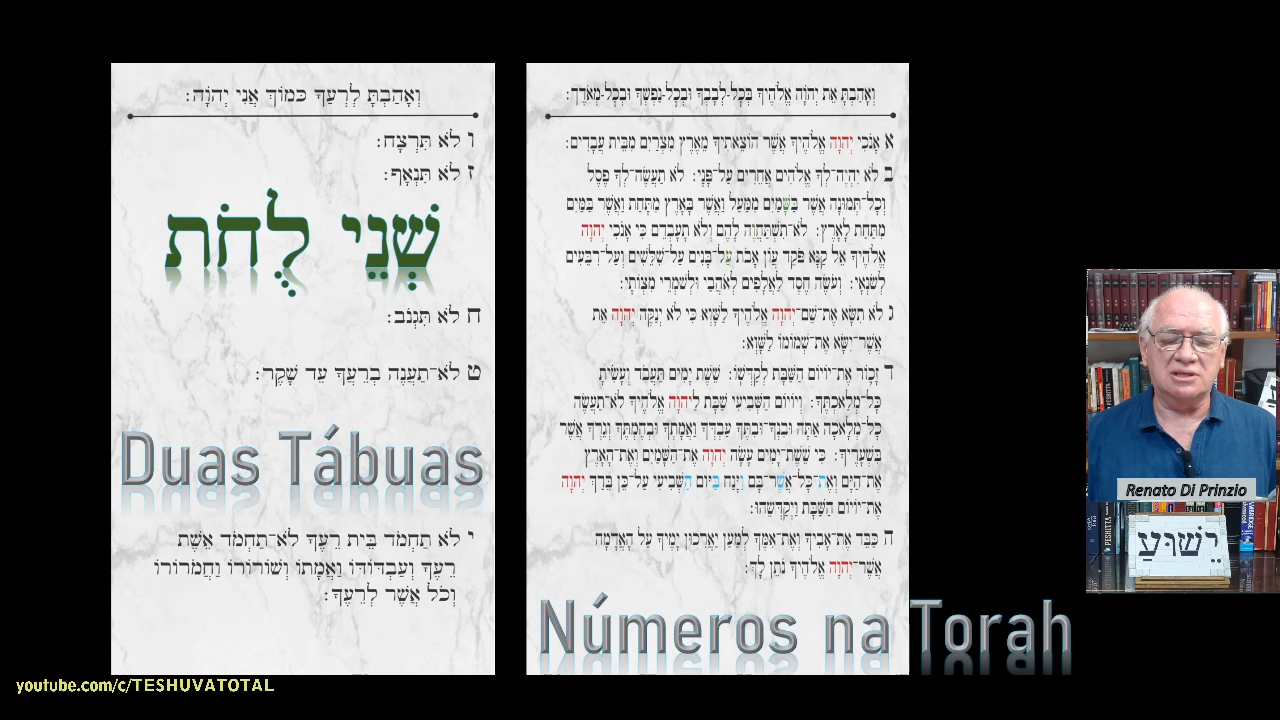 וְאָהַבְתָּ אֵת יְהוָֹה אֱלֹהֶיךָ בְּכָל-לְבָבְךָ וּבְכָל-נַפְשְׁךָ וּבְכָל-מְאֹדֶךָ:
א אָנֹכִי יְהוָֹה אֱלֹהֶיךָ אֲשֶׁר הוֹצֵאתִיךָ מֵאֶרֶץ מִצְרַיִם מִבֵּית עֲבָדִים:
ב לֹא יִהְיֶה־לְךָ אֱלֹהִים אֲחֵרִים עַל־פָּנָי: לֹא תַעֲשֶׂה־לְךָ פֶסֶל
וְכָל־תְּמוּנָה אֲשֶׁר בַּשָּׁמַיִם מִמַּעַל וַאֲשֶׁר בָּאָרֶץ מִתַּחַת וַאֲשֶׁר בַּמַּיִם
מִתַּחַת לָאָרֶץ: לֹא־תִשְׁתַּחֲוֶה לָהֶם וְלֹא תָעָבְדֵם כִּי אָנֹכִי יְהוָֹה
אֱלֹהֶיךָ אֵל קַנָּא פֹּקֵד עֲוֹן אָבֹת עַל־בָּנִים עַל־שִׁלֵּשִׁים וְעַל־רִבֵּעִים
לְשֹׂנְאָי: וְעֹשֶׂה חֶסֶד לַאֲלָפִים לְאֹהֲבַי וּלְשֹׁמְרֵי מִצְוֹתָי:
ג לֹא תִשָּׂא אֶת־שֵׁם־יְהוָֹה אֱלֹהֶיךָ לַשָּׁוְא כִּי לֹא יְנַקֶּה יְהוָֹה אֵת
אֲשֶׁר־יִשָּׂא אֶת־שְׁמוֹ לַשָּׁוְא:
ד זָכוֹר אֶת־יוֹם הַשַּׁבָּת לְקַדְּשׁוֹ: שֵׁשֶׁת יָמִים תַּעֲבֹד וְעָשִׂיתָ
כָּל־מְלַאכְתֶּךָ: וְיוֹם הַשְּׁבִיעִי שַׁבָּת לַיהוָֹה אֱלֹהֶיךָ לֹא־תַעֲשֶׂה
כָל־מְלָאכָה אַתָּה וּבִנְךָ וּבִתֶּךָ עַבְדְּךָ וַאֲמָתְךָ וּבְהֶמְתֶּךָ וְגֵרְךָ אֲשֶׁר
בִּשְׁעָרֶיךָ: כִּי שֵׁשֶׁת־יָמִים עָשָׂה יְהוָֹה אֶת־הַשָּׁמַיִם וְאֶת־הָאָרֶץ
אֶת־הַיָּם וְאֶת־כָּל־אֲשֶׁר־בָּם וַיָּנַח בַּיּוֹם הַשְּׁבִיעִי עַל־כֵּן בֵּרַךְ יְהוָֹה
אֶת־יוֹם הַשַּׁבָּת וַיְקַדְּשֵׁהוּ:
ה כַּבֵּד אֶת־אָבִיךָ וְאֶת־אִמֶּךָ לְמַעַן יַאֲרִכוּן יָמֶיךָ עַל הָאֲדָמָה
אֲשֶׁר־יְהוָֹה אֱלֹהֶיךָ נֹתֵן לָךְ:
Números na Torah
וְאָהַבְתָּ לְרֵעֲךָ כָּמוֹךָ אֲנִי יְהוָֹה:
ו לֹא תִּרְצָח:
ז לֹא תִּנְאָף:
שְׁנֵי לֻחֹת
ח לֹא תִּגְנֹב:
ט לֹא־תַעֲנֶה בְרֵעֲךָ עֵד שָׁקֶר:
Duas Tábuas
י לֹא תַחְמֹד בֵּית רֵעֶךָ לֹא־תַחְמֹד אֵשֶׁת
רֵעֶךָ וְעַבְדּוֹ וַאֲמָתוֹ וְשׁוֹרוֹ וַחֲמֹרוֹ
וְכֹל אֲשֶׁר לְרֵעֶךָ:
Renato Di Prinzio
יֵשׁוּעַ
youtube.com/c/TESHUVATOTAL